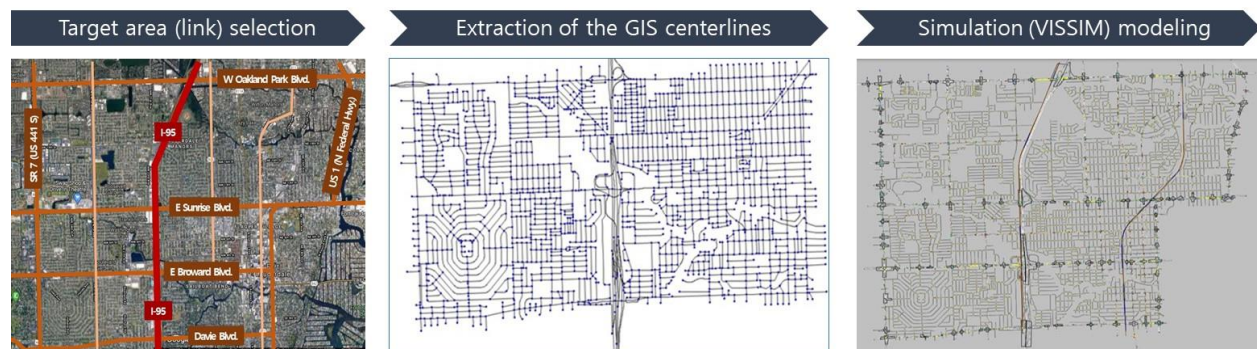 Target area (link) selection
Extraction of the GIS centerlines
Simulation (VISSIM) modeling
W Oakland Park Blvd.
I-95
SR 7 (US 441 S)
US 1 (N Federal Hwy)
E Sunrise Blvd.
E Broward Blvd.
I-95
Davie Blvd.